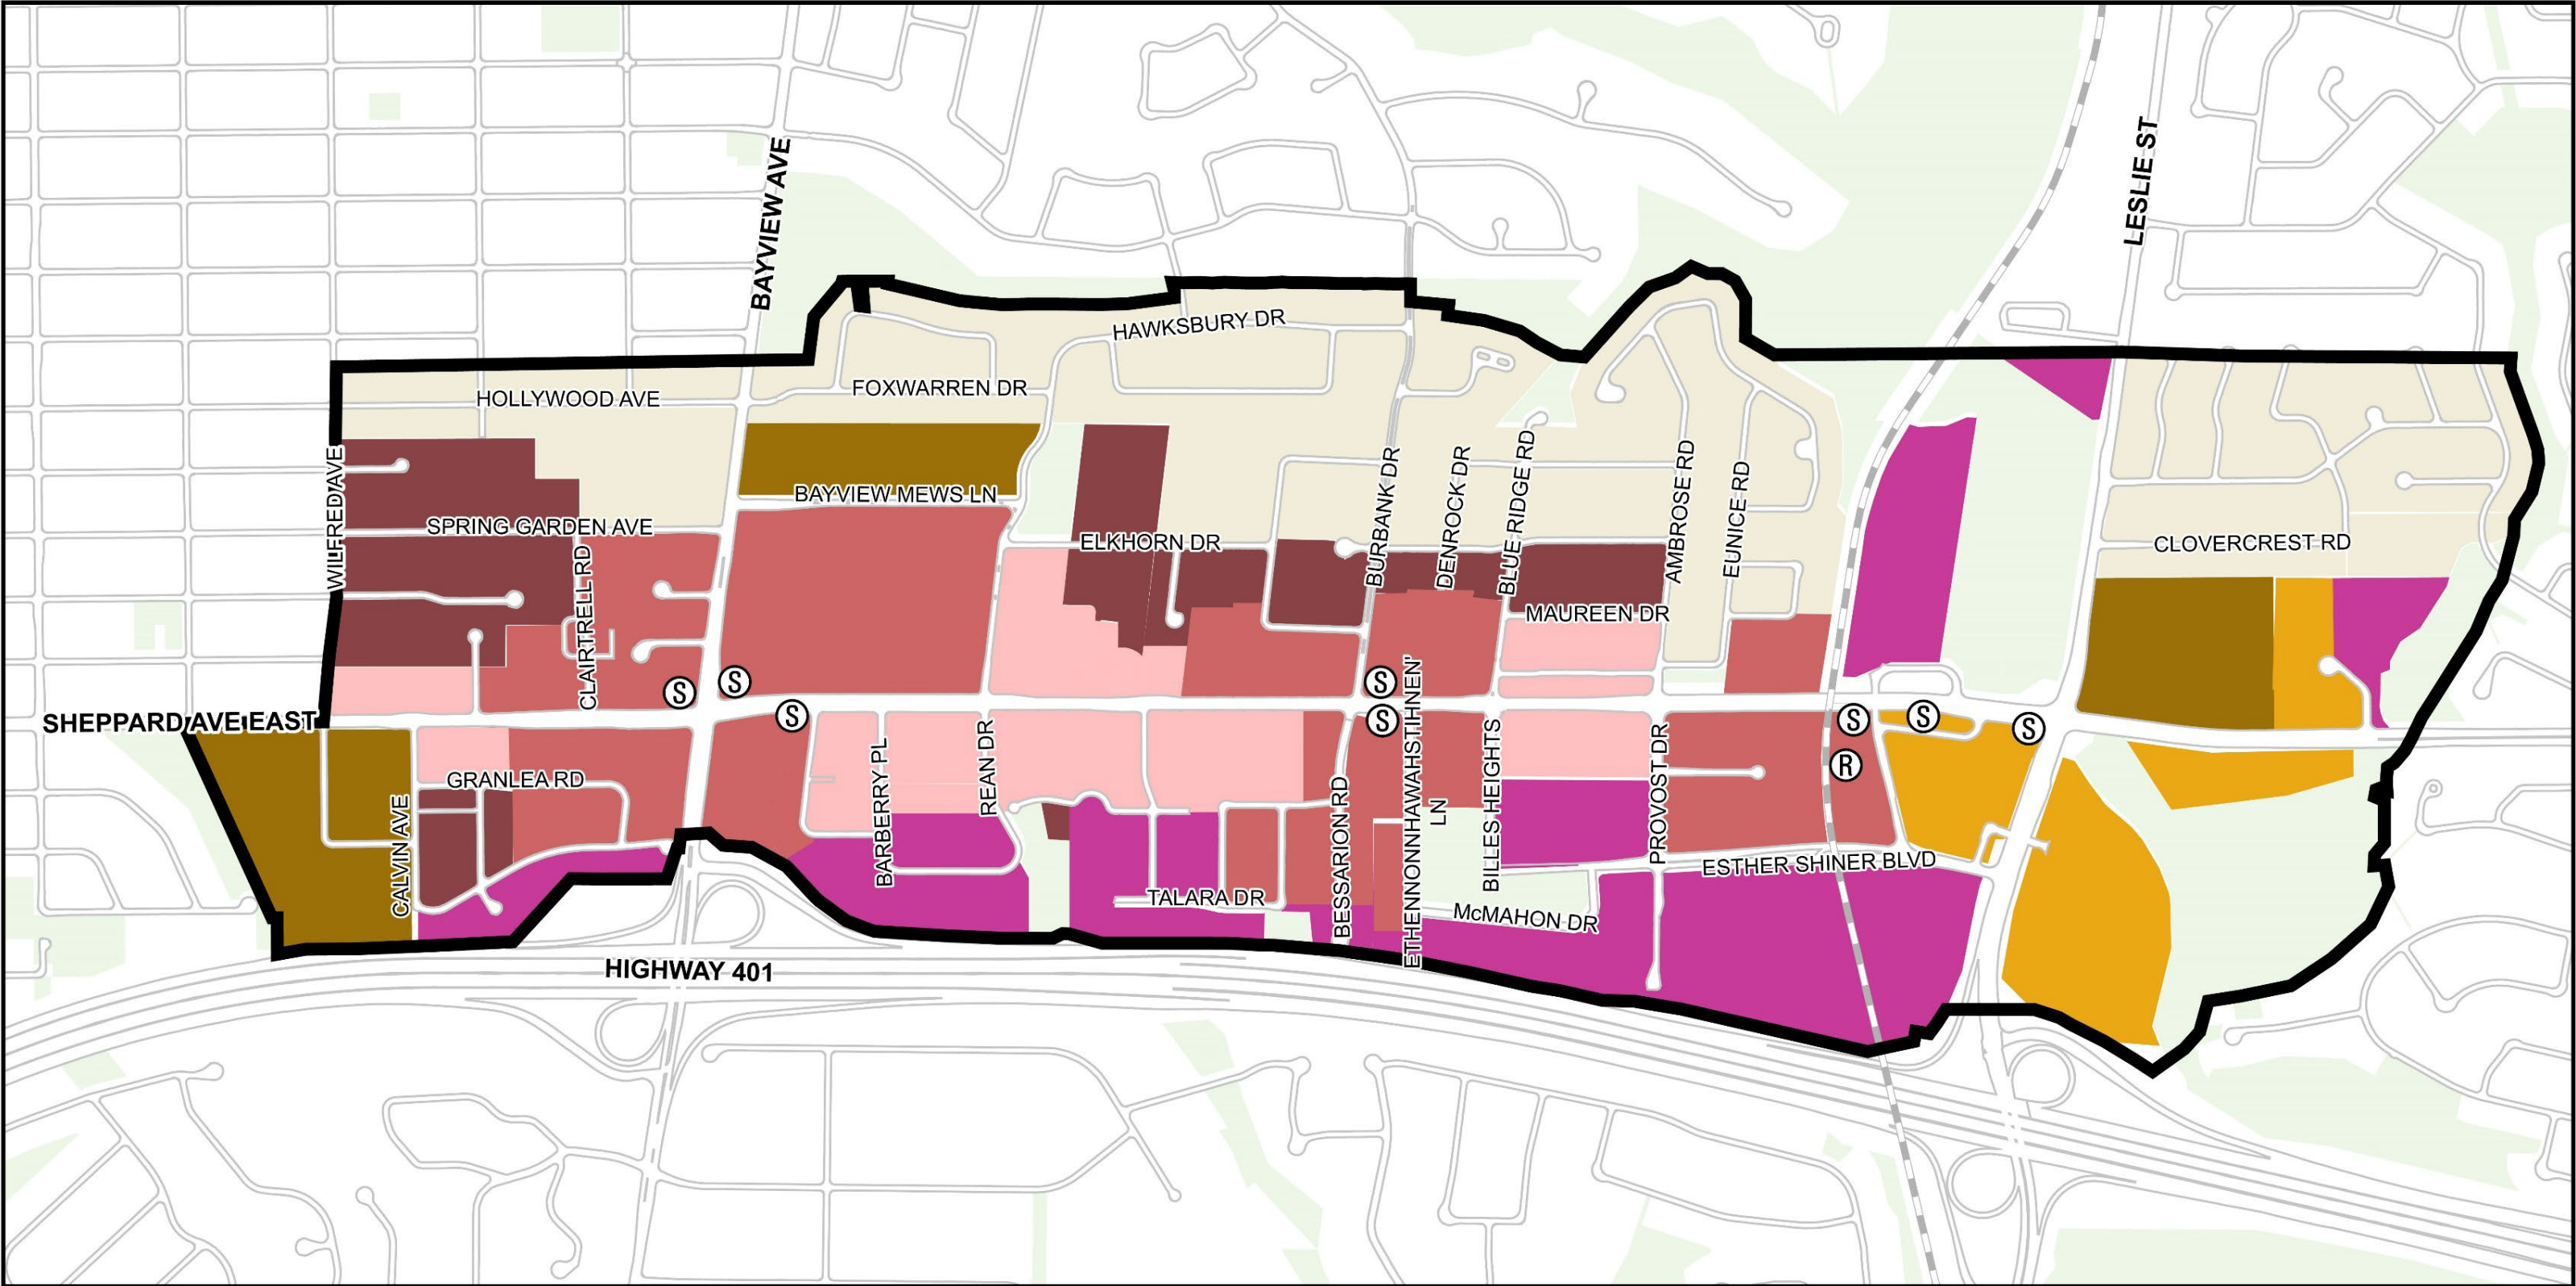 BAYVIEW AVE
LESLIE ST
HAWKSBURY DR
HOLLYWOOD AVE
FOXWARREN DR
BAYVIEW MEWS LN
WILFRED AVE
SPRING GARDEN AVE
ELKHORN DR
BURBANK DR
DENROCK DR
BLUE RIDGE RD
AMBROSE RD
EUNICE RD
CLOVERCREST RD
CLAIRTRELL RD
MAUREEN DR
S
S
S
S
S
S
S
S
R
SHEPPARD AVE EAST
GRANLEA RD
CALVIN AVE
BARBERRY PL
REAN DR
BESSARION RD
ETHENNONNHAWAHSTIHNEN'
LN
BILLES HEIGHTS
PROVOST DR
ESTHER SHINER BLVD
TALARA DR
McMAHON DR
HIGHWAY 401